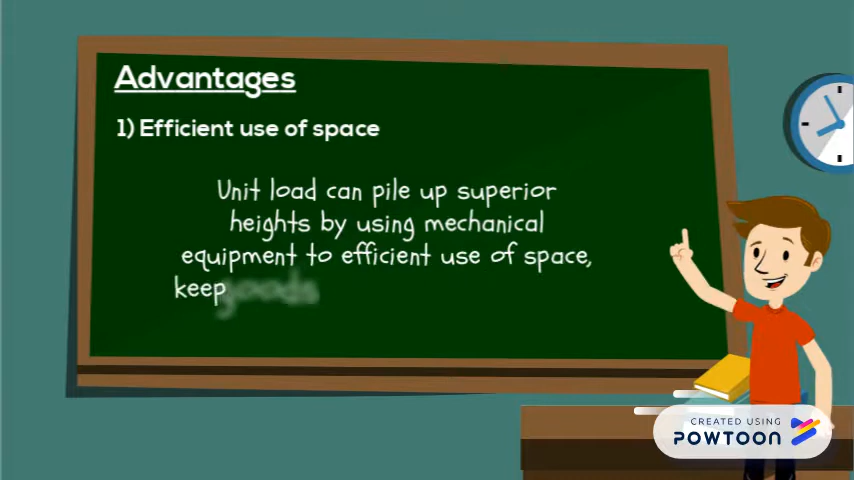 Advantages
1) Efficient use of space
Unit load can pile up superior
heights by using mechanical
equipment to efficient use of space,
keep goods
CREATED USING
POWTOON